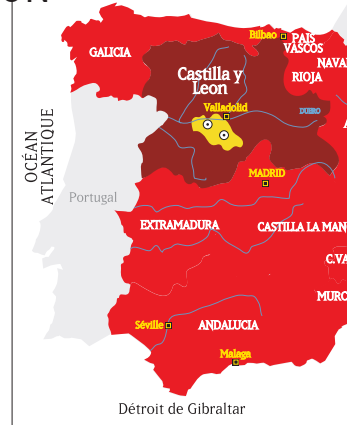 Bilbao
PAIS
VASCOS
GALICIA
NAVA
RIOJA
Castilla y
Leon
Valladolid
DUERO
OCÉAN
ATLANTIQUE
MADRID
Portugal
EXTRAMADURA
CASTILLA LA MAN
C.VA
MURC
Séville
ANDALUCIA
Malaga
Détroit de Gibraltar